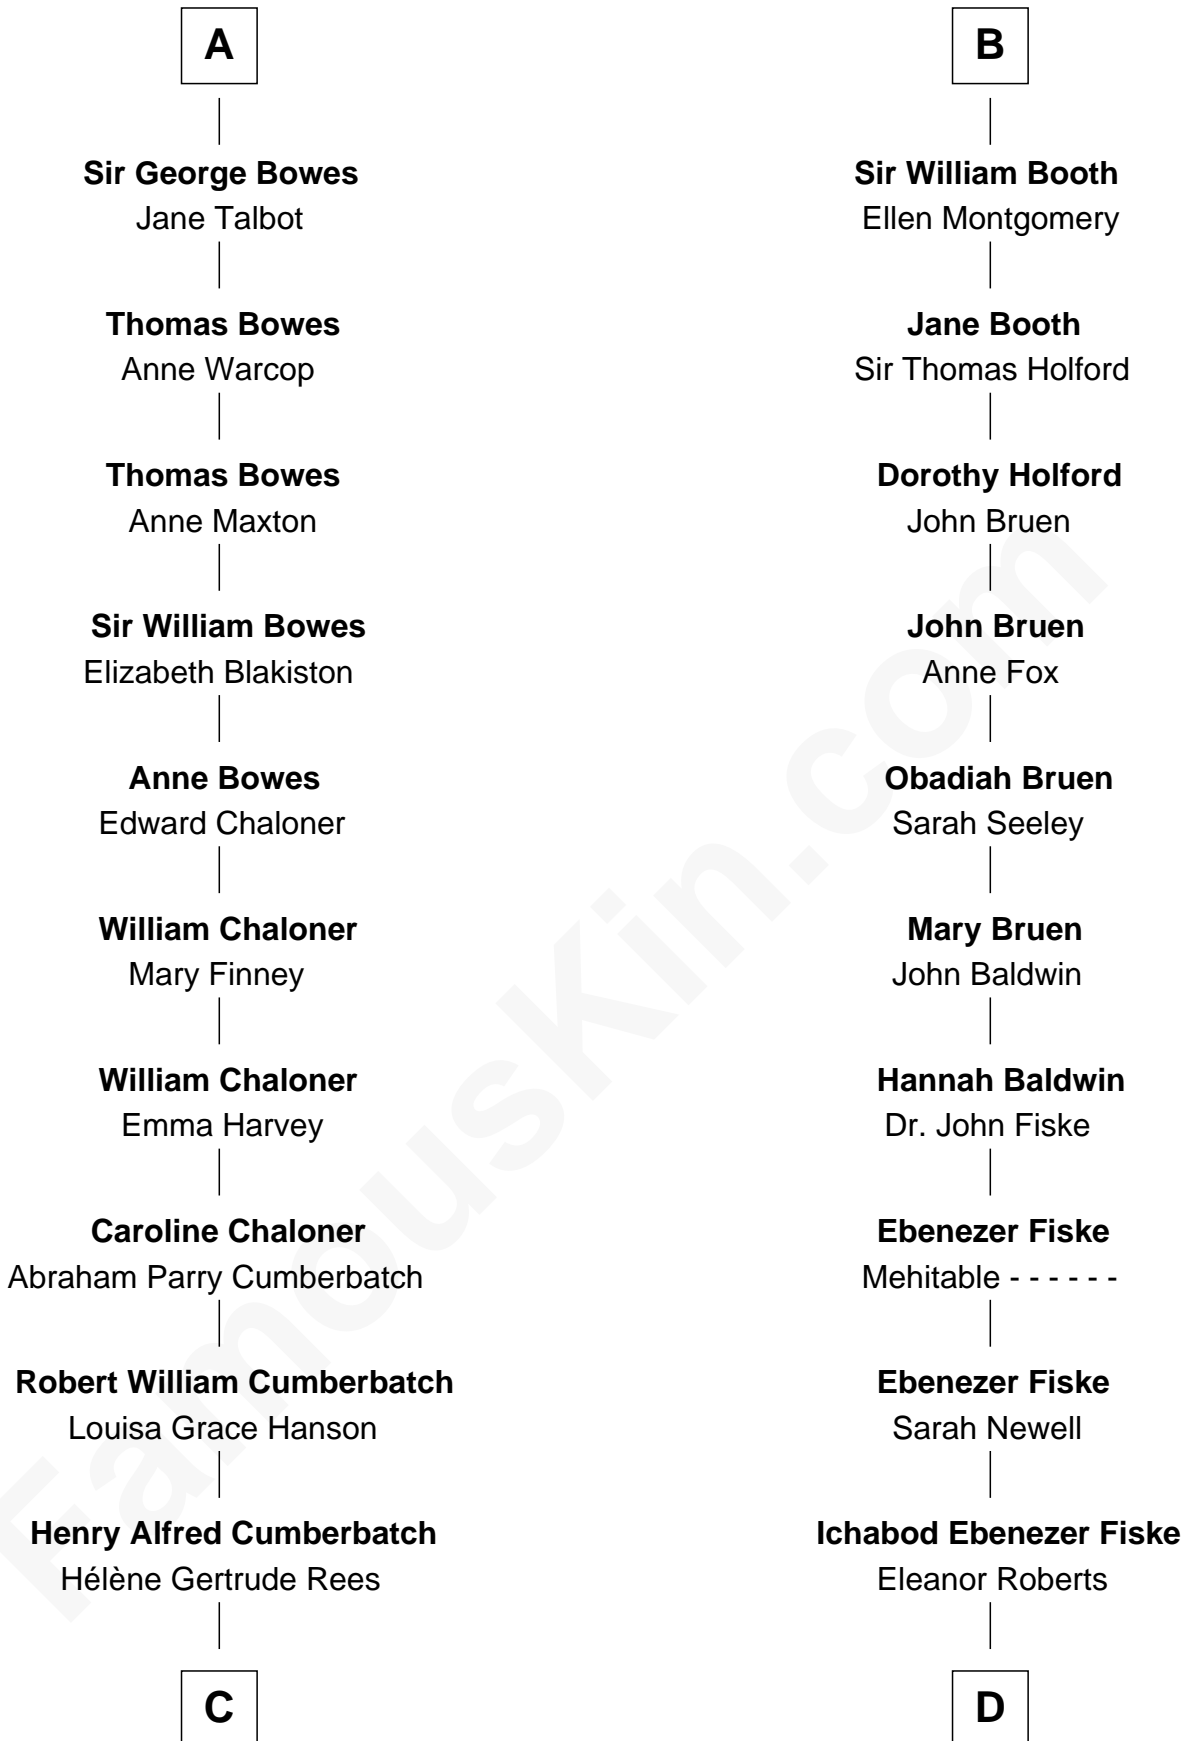 A
Sir George Bowes
Jane Talbot
Thomas Bowes
Anne Warcop
Thomas Bowes
Anne Maxton
Sir William Bowes
Elizabeth Blakiston
Anne Bowes
Edward Chaloner
William Chaloner
Mary Finney
William Chaloner
Emma Harvey
Caroline Chaloner
Abraham Parry Cumberbatch
Robert William Cumberbatch
Louisa Grace Hanson
Henry Alfred Cumberbatch
Hélène Gertrude Rees
C
B
Sir William Booth
Ellen Montgomery
Jane Booth
Sir Thomas Holford
Dorothy Holford
John Bruen
John Bruen
Anne Fox
Obadiah Bruen
Sarah Seeley
Mary Bruen
John Baldwin
Hannah Baldwin
Dr. John Fiske
Ebenezer Fiske
Mehitable - - - - - -
Ebenezer Fiske
Sarah Newell
Ichabod Ebenezer Fiske
Eleanor Roberts
D
FamousKin.com